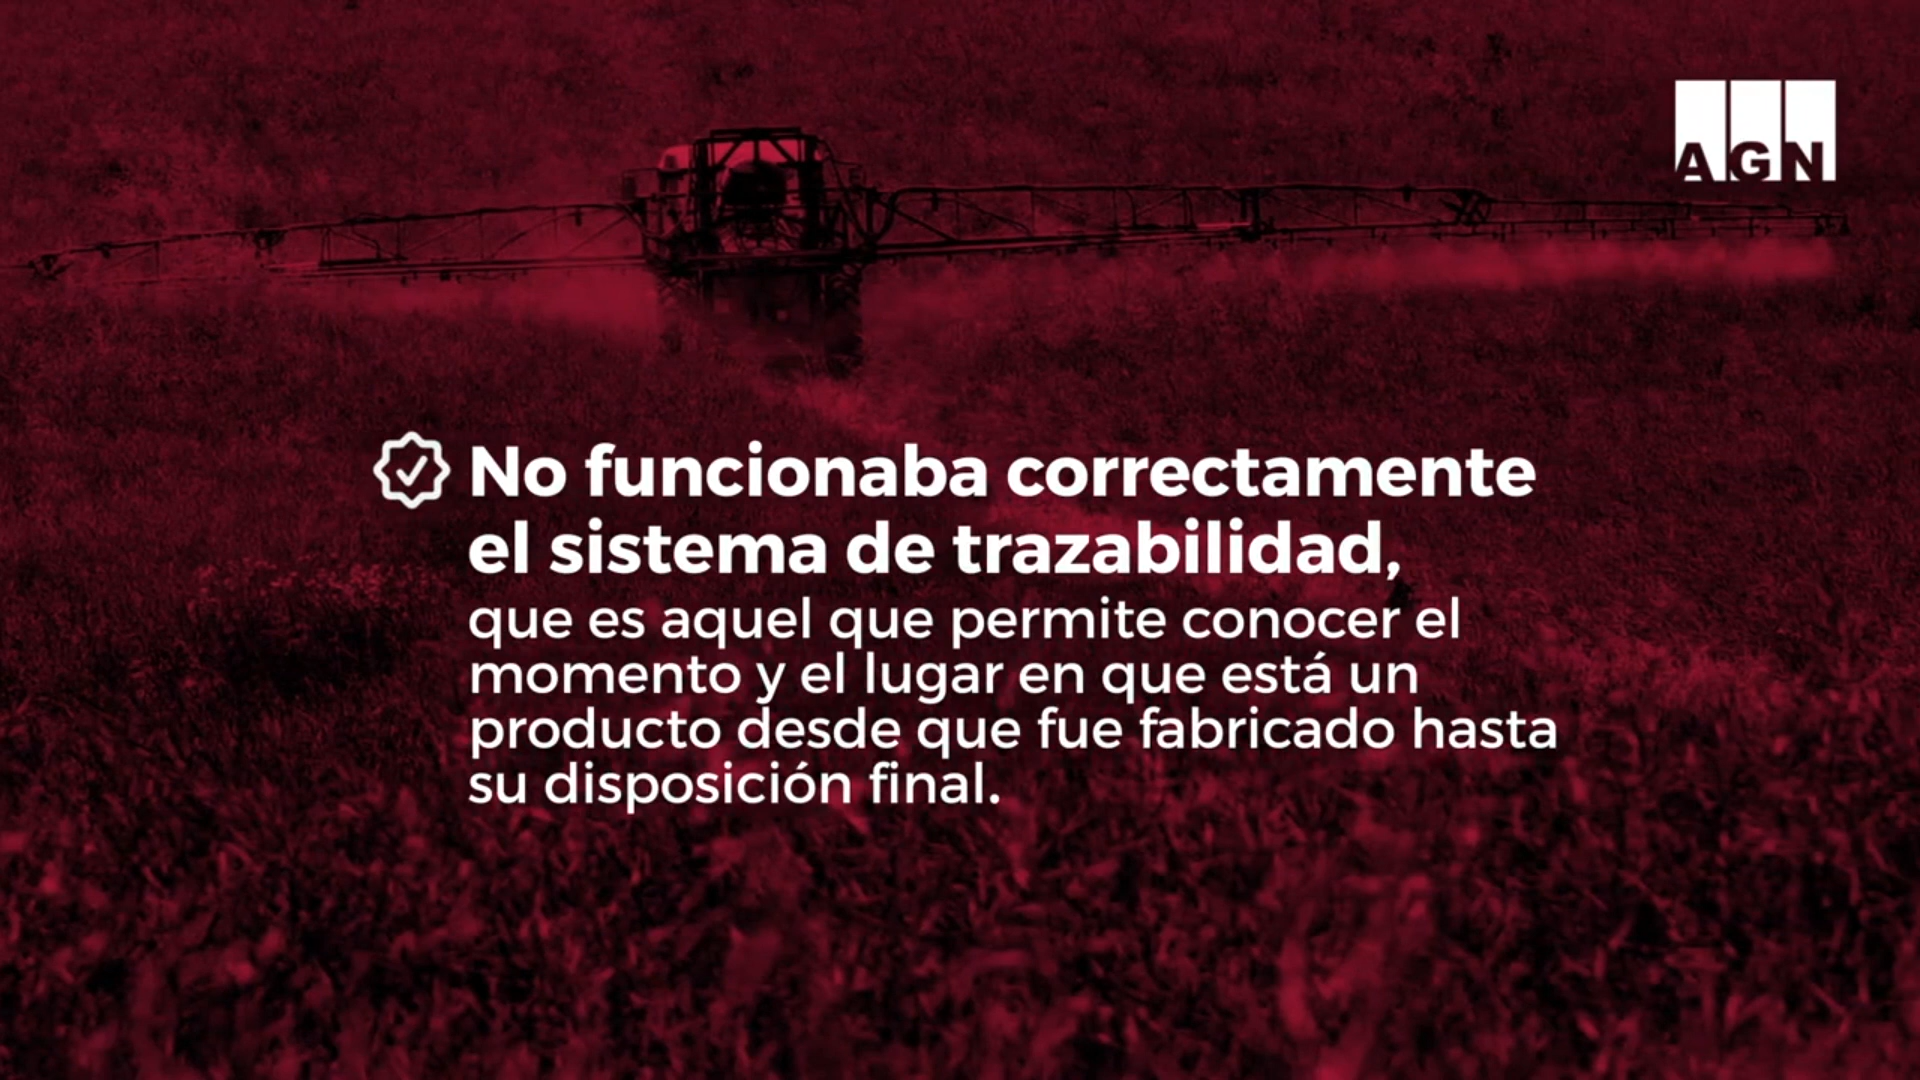 AGN
No funcionaba correctamente
el sistema de trazabilidad,
que es aquel que permite conocer el
momento y el lugar en que está un
producto desde que fue fabricado hasta
su disposición final.